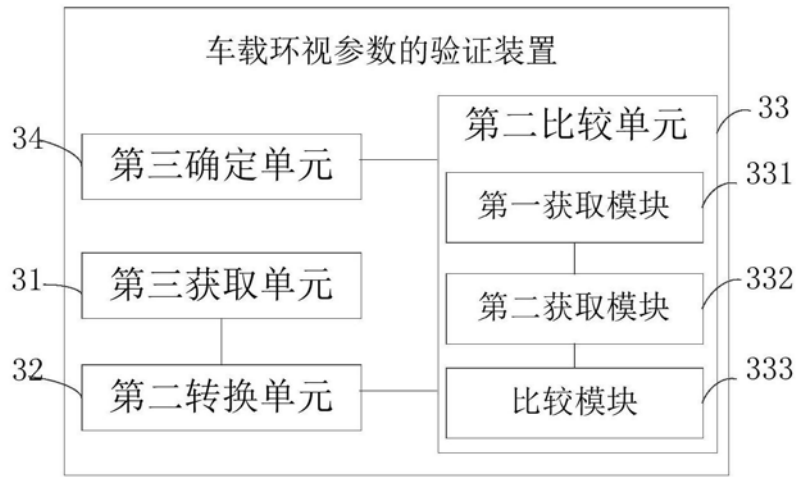 车载环视参数的验证装置
34
第三确定单元
31
第三获取单元
32
第二转换单元
第二比较单元
33
第一获取模块
331
第二获取模块
332
比较模块
333